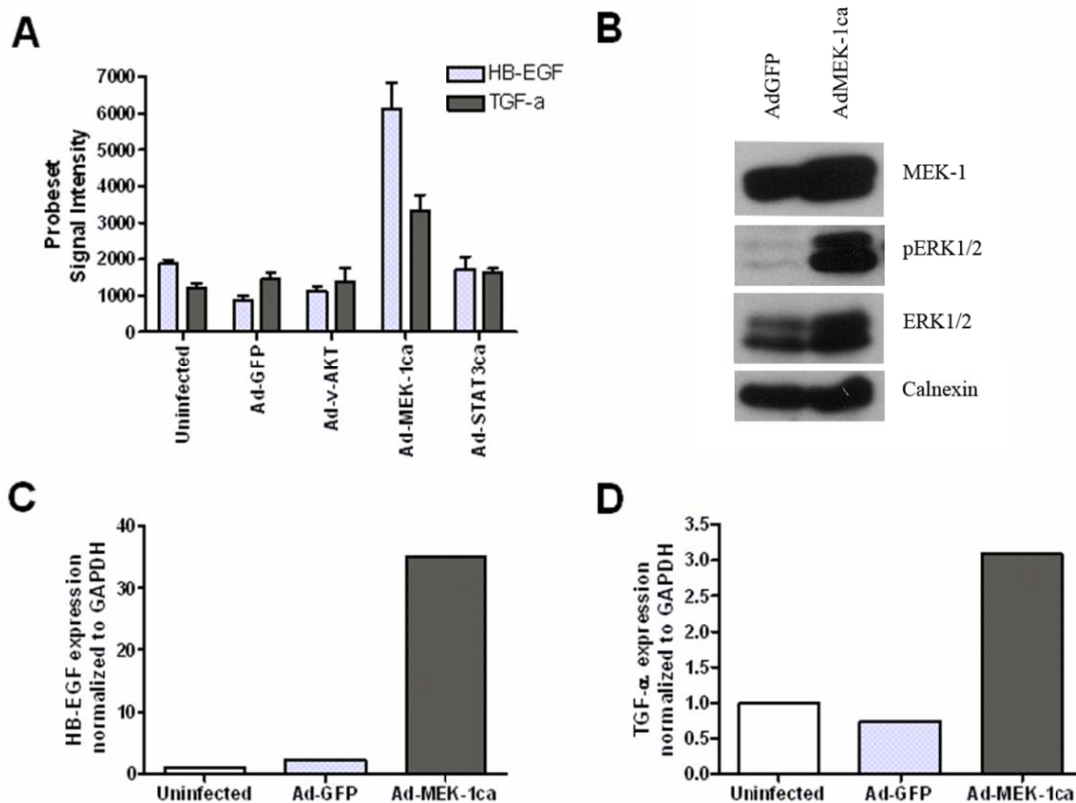 A
Probeset
Signal Intensity
7000
6000
5000
4000
3000
2000
1000
0
HB-EGF
TGF-a
Uninfected
Ad-GFP
Ad-v-AKT
Ad-MEK-1ca
Ad-STAT3ca
B
AdGFP
AdMEK-1ca
MEK-1
pERK1/2
ERK1/2
Calnexin
C
HB-EGF expression
normalized to GAPDH
40
30
20
10
0
Uninfected
Ad-GFP
Ad-MEK-1ca
D
TGF-α expression
normalized to GAPDH
3.5
3.0
2.5
2.0
1.5
1.0
0.5
0.0
Uninfected
Ad-GFP
Ad-MEK-1ca